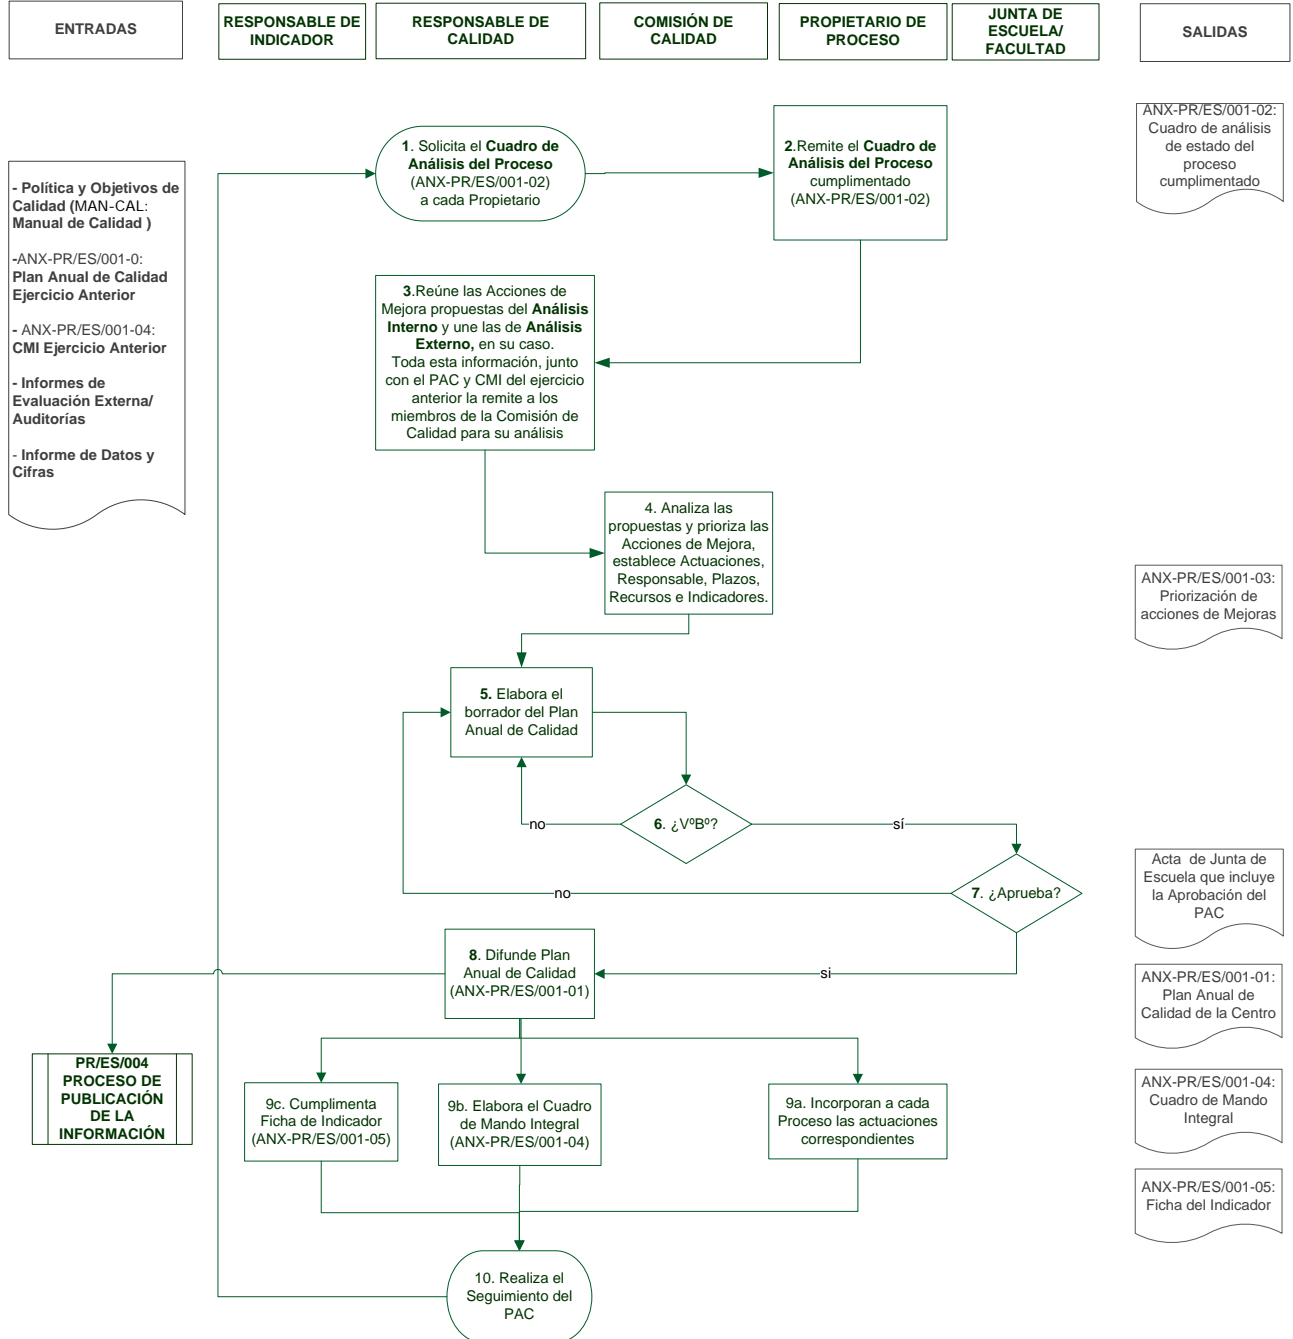 ENTRADAS
RESPONSABLE DE
INDICADOR
RESPONSABLE DE
CALIDAD
COMISIÓN DE
CALIDAD
PROPIETARIO DE
PROCESO
JUNTA DE
ESCUELA/
FACULTAD
SALIDAS
- Política y Objetivos de
Calidad (MAN-CAL:
Manual de Calidad )
-ANX-PR/ES/001-0:
Plan Anual de Calidad
Ejercicio Anterior
- ANX-PR/ES/001-04:
CMI Ejercicio Anterior
- Informes de
Evaluación Externa/
Auditorías
- Informe de Datos y
Cifras
1. Solicita el Cuadro de
Análisis del Proceso
(ANX-PR/ES/001-02)
a cada Propietario
2.Remite el Cuadro de
Análisis del Proceso
cumplimentado
(ANX-PR/ES/001-02)
ANX-PR/ES/001-02:
Cuadro de análisis
de estado del
proceso
cumplimentado
3.Reúne las Acciones de
Mejora propuestas del Análisis
Interno y une las de Análisis
Externo, en su caso.
Toda esta información, junto
con el PAC y CMI del ejercicio
anterior la remite a los
miembros de la Comisión de
Calidad para su análisis
4. Analiza las
propuestas y prioriza las
Acciones de Mejora,
establece Actuaciones,
Responsable, Plazos,
Recursos e Indicadores.
ANX-PR/ES/001-03:
Priorización de
acciones de Mejoras
5. Elabora el
borrador del Plan
Anual de Calidad
no
6. ¿VºBº?
sí
no
7. ¿Aprueba?
Acta  de Junta de
Escuela que incluye
la Aprobación del
PAC
8. Difunde Plan
Anual de Calidad
(ANX-PR/ES/001-01)
si
ANX-PR/ES/001-01:
Plan Anual de
Calidad de la Centro
PR/ES/004
PROCESO DE
PUBLICACIÓN
DE LA
INFORMACIÓN
9c. Cumplimenta
Ficha de Indicador
(ANX-PR/ES/001-05)
9b. Elabora el Cuadro
de Mando Integral
(ANX-PR/ES/001-04)
9a. Incorporan a cada
Proceso las actuaciones
correspondientes
ANX-PR/ES/001-04:
Cuadro de Mando
Integral
ANX-PR/ES/001-05:
Ficha del Indicador
10. Realiza el
Seguimiento del
PAC